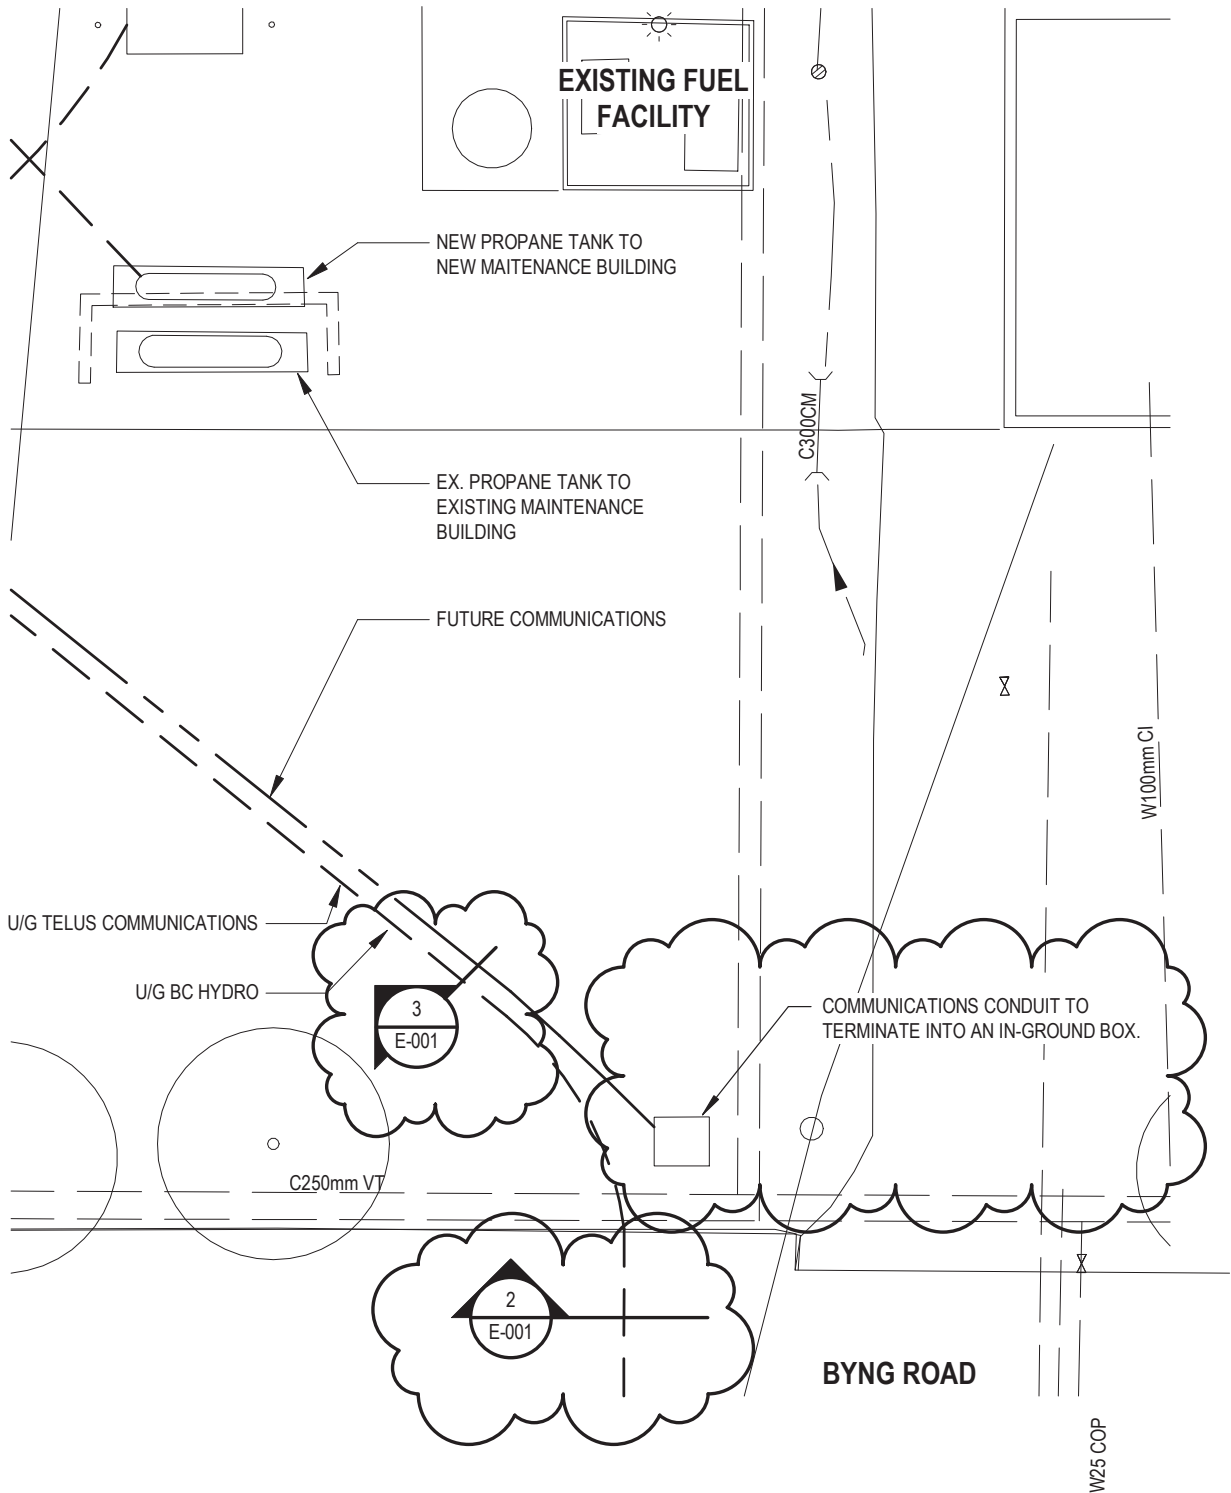 EXISTING FUEL
FACILITY
NEW PROPANE TANK TO
NEW MAITENANCE BUILDING
C300CM
EX. PROPANE TANK TO
EXISTING MAINTENANCE
BUILDING
FUTURE COMMUNICATIONS
W100mm CI
U/G TELUS COMMUNICATIONS
U/G BC HYDRO
3
E-001
COMMUNICATIONS CONDUIT TO
TERMINATE INTO AN IN-GROUND BOX.
C250mm VT
2
E-001
BYNG ROAD
W25 COP